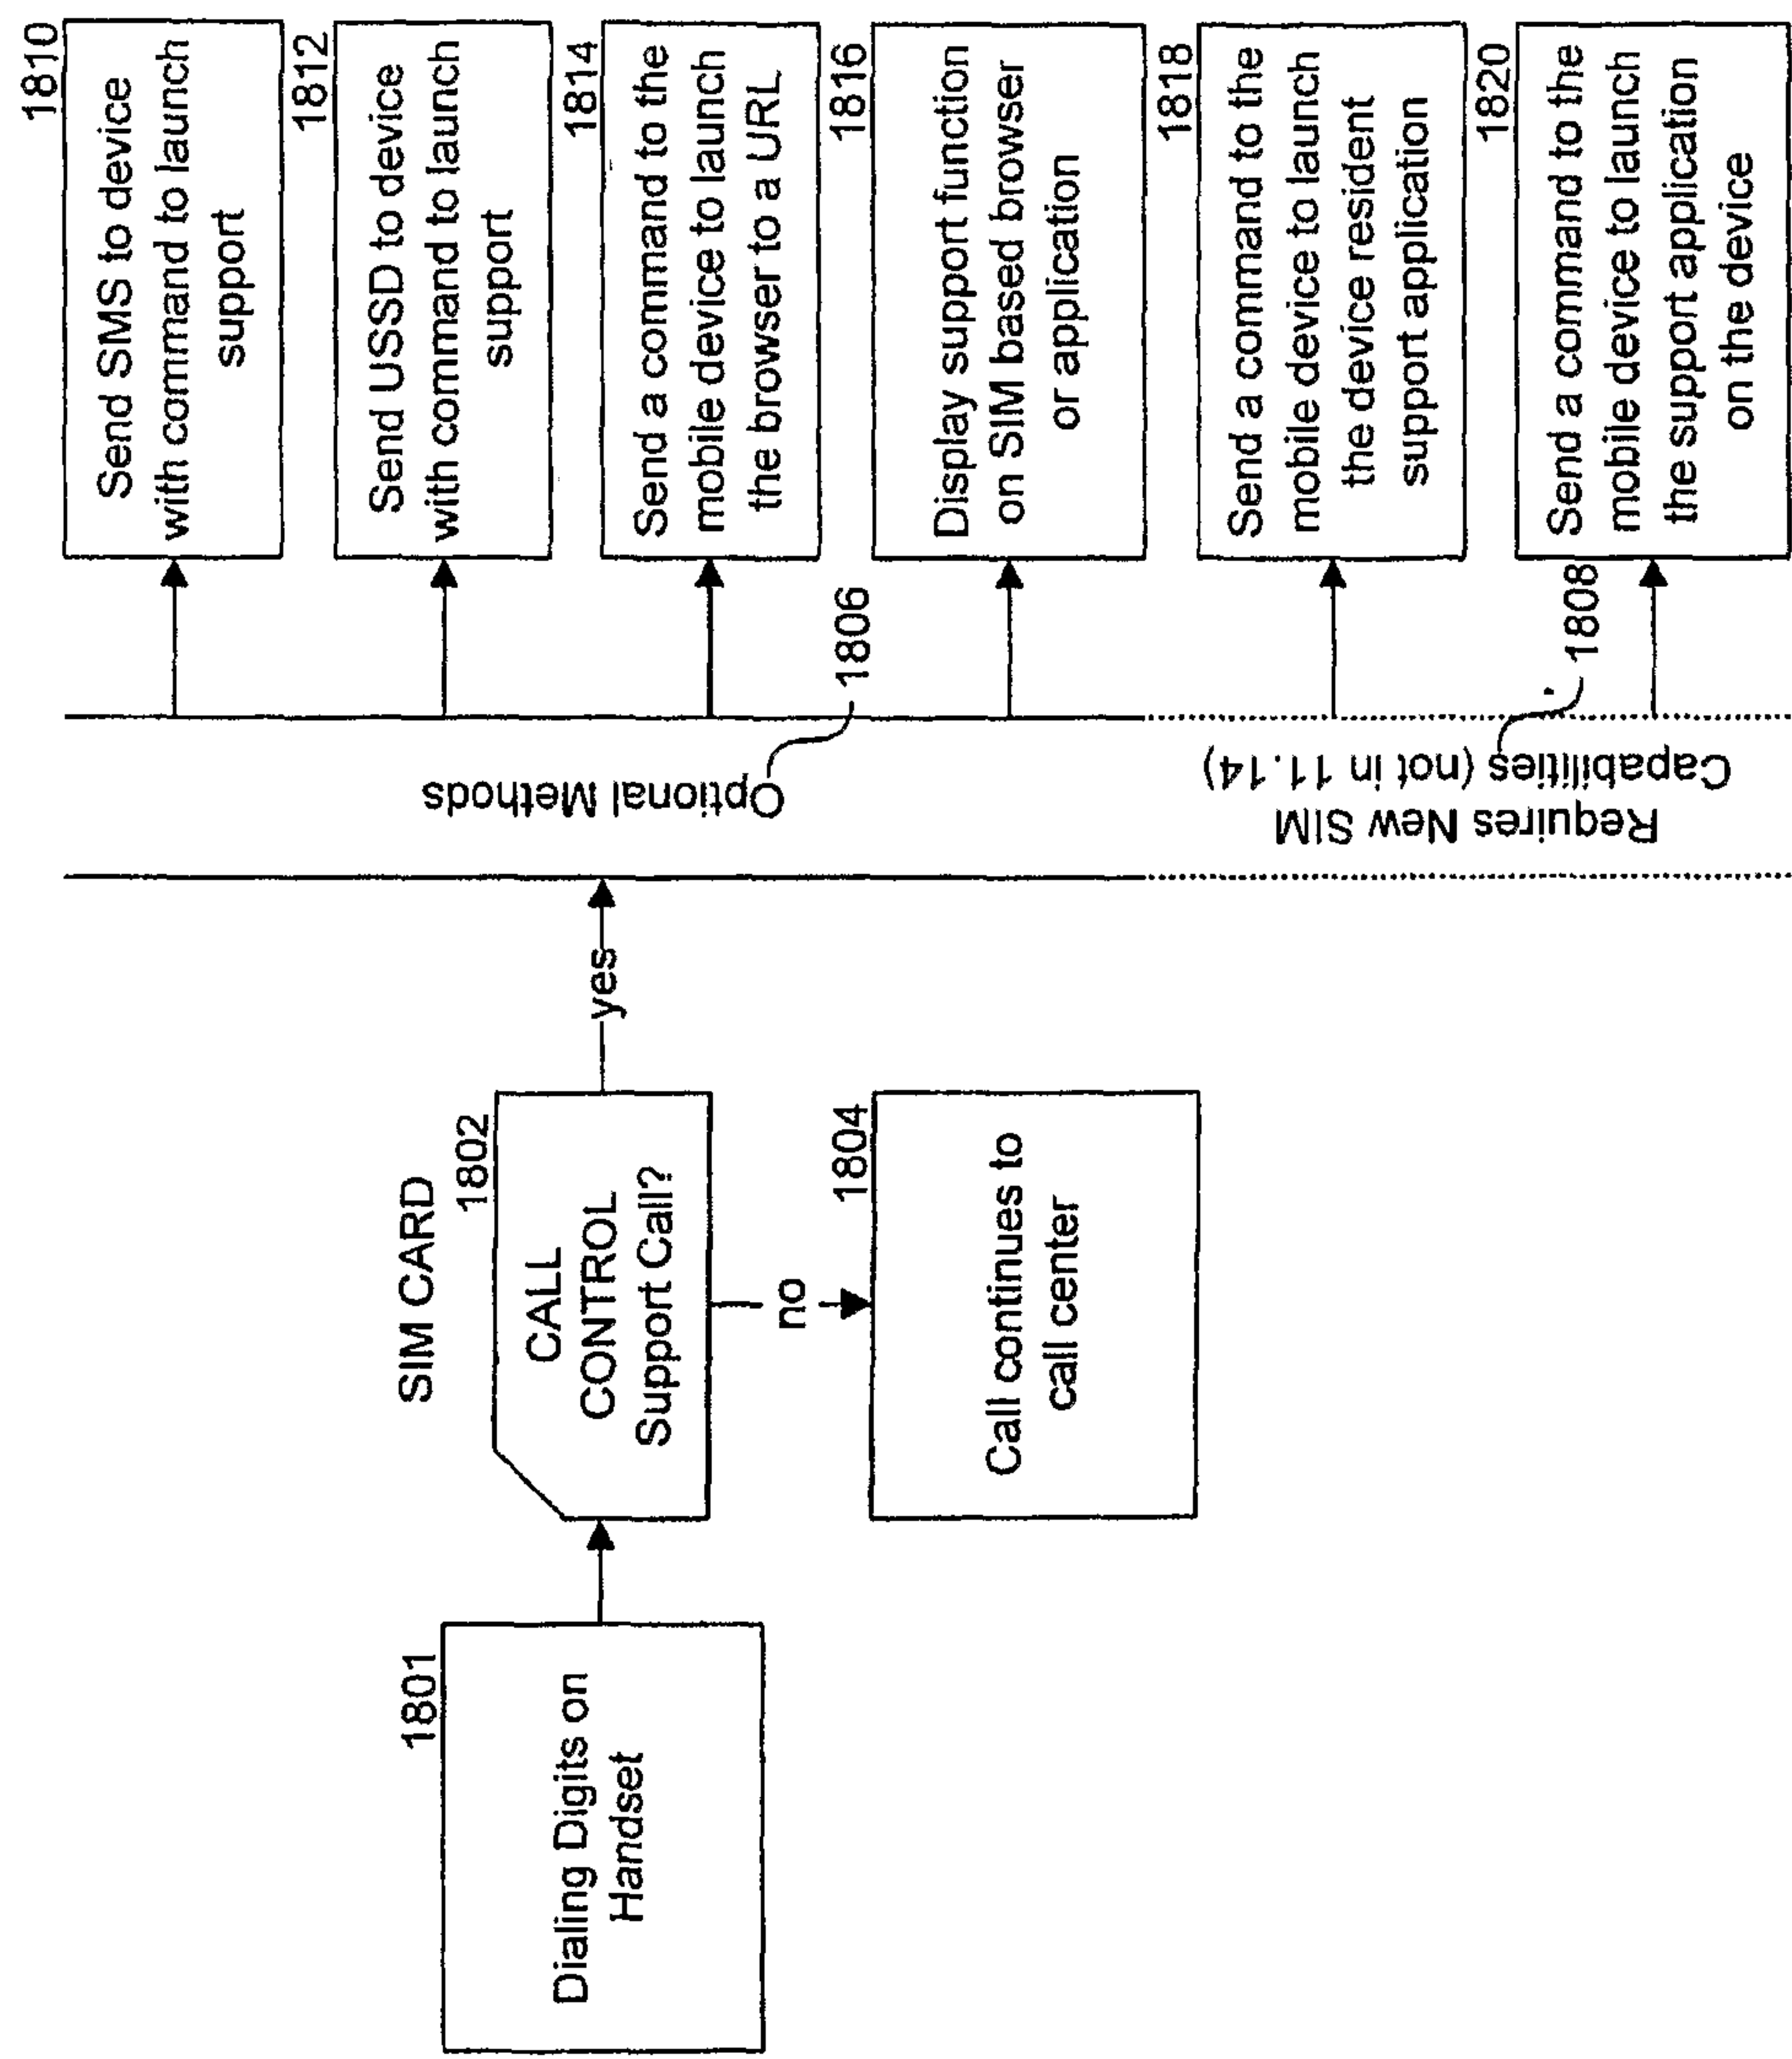 1801
Dialing Digits on
Handset
SIM CARD
1802
CALL
CONTROL
Support Call?
yes
no
1804
Call continues to
call center
Optional Methods
1806
Requires New SIM
Capabilities (not in 11.14)
1808
1810
Send SMS to device
with command to launch
support
1812
Send USSD to device
with command to launch
support
1814
Send a command to the
mobile device to launch
the browser to a URL
1816
Display support function
on SIM based browser
or application
1818
Send a command to the
mobile device to launch
the device resident
support application
1820
Send a command to the
mobile device to launch
the support application
on the device